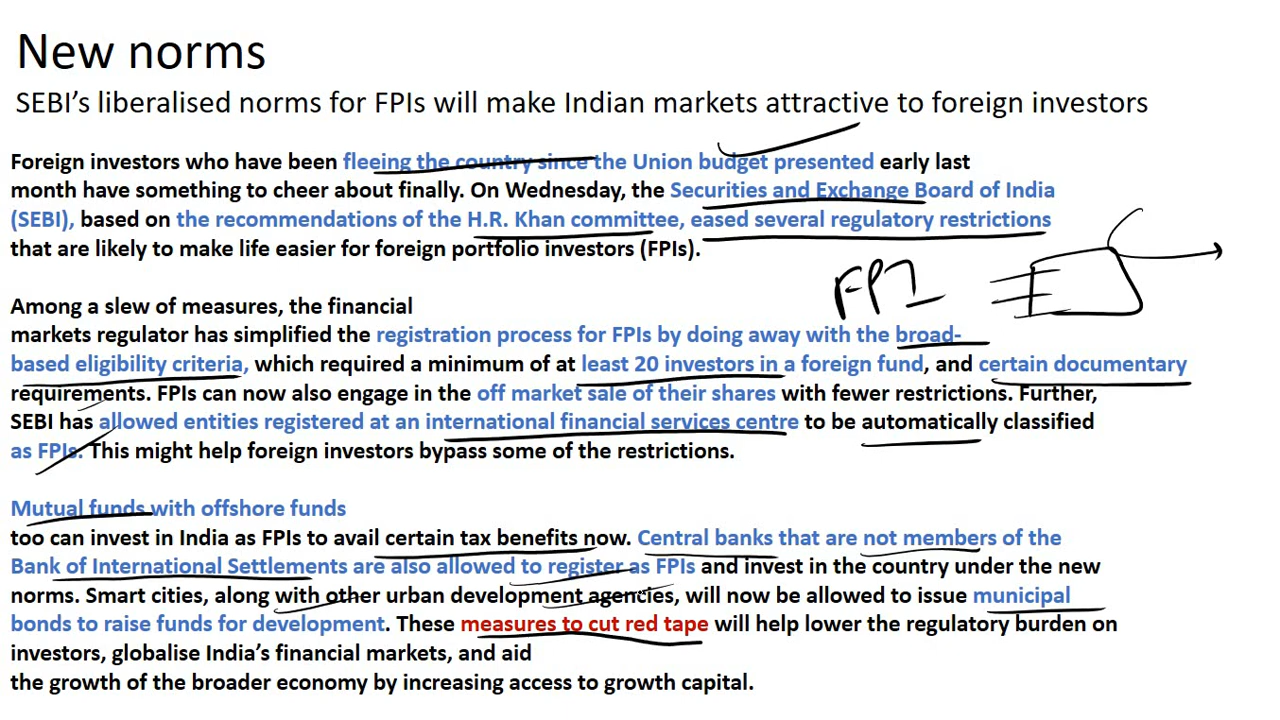 New norms
SEBI’s liberalised norms for FPIs will make Indian markets attractive to foreign investors
Foreign investors who have been fleeing the country since the Union budget presented early last
month have something to cheer about finally. On Wednesday, the Securities and Exchange Board of India
(SEBI), based on the recommendations of the H.R. Khan committee, eased several regulatory restrictions
that are likely to make life easier for foreign portfolio investors (FPIs).
FPI
Among a slew of measures, the financial
markets regulator has simplified the registration process for FPIs by doing away with the broad-
based eligibility criteria, which required a minimum of at least 20 investors in a foreign fund, and certain documentary
requirements. FPIs can now also engage in the off market sale of their shares with fewer restrictions. Further,
SEBI has allowed entities registered at an international financial services centre to be automatically classified
as FPIs. This might help foreign investors bypass some of the restrictions.
Mutual funds with offshore funds
too can invest in India as FPIs to avail certain tax benefits now. Central banks that are not members of the
Bank of International Settlements are also allowed to register as FPIs and invest in the country under the new
norms. Smart cities, along with other urban development agencies, will now be allowed to issue municipal
bonds to raise funds for development. These measures to cut red tape will help lower the regulatory burden on
investors, globalise India’s financial markets, and aid
the growth of the broader economy by increasing access to growth capital.